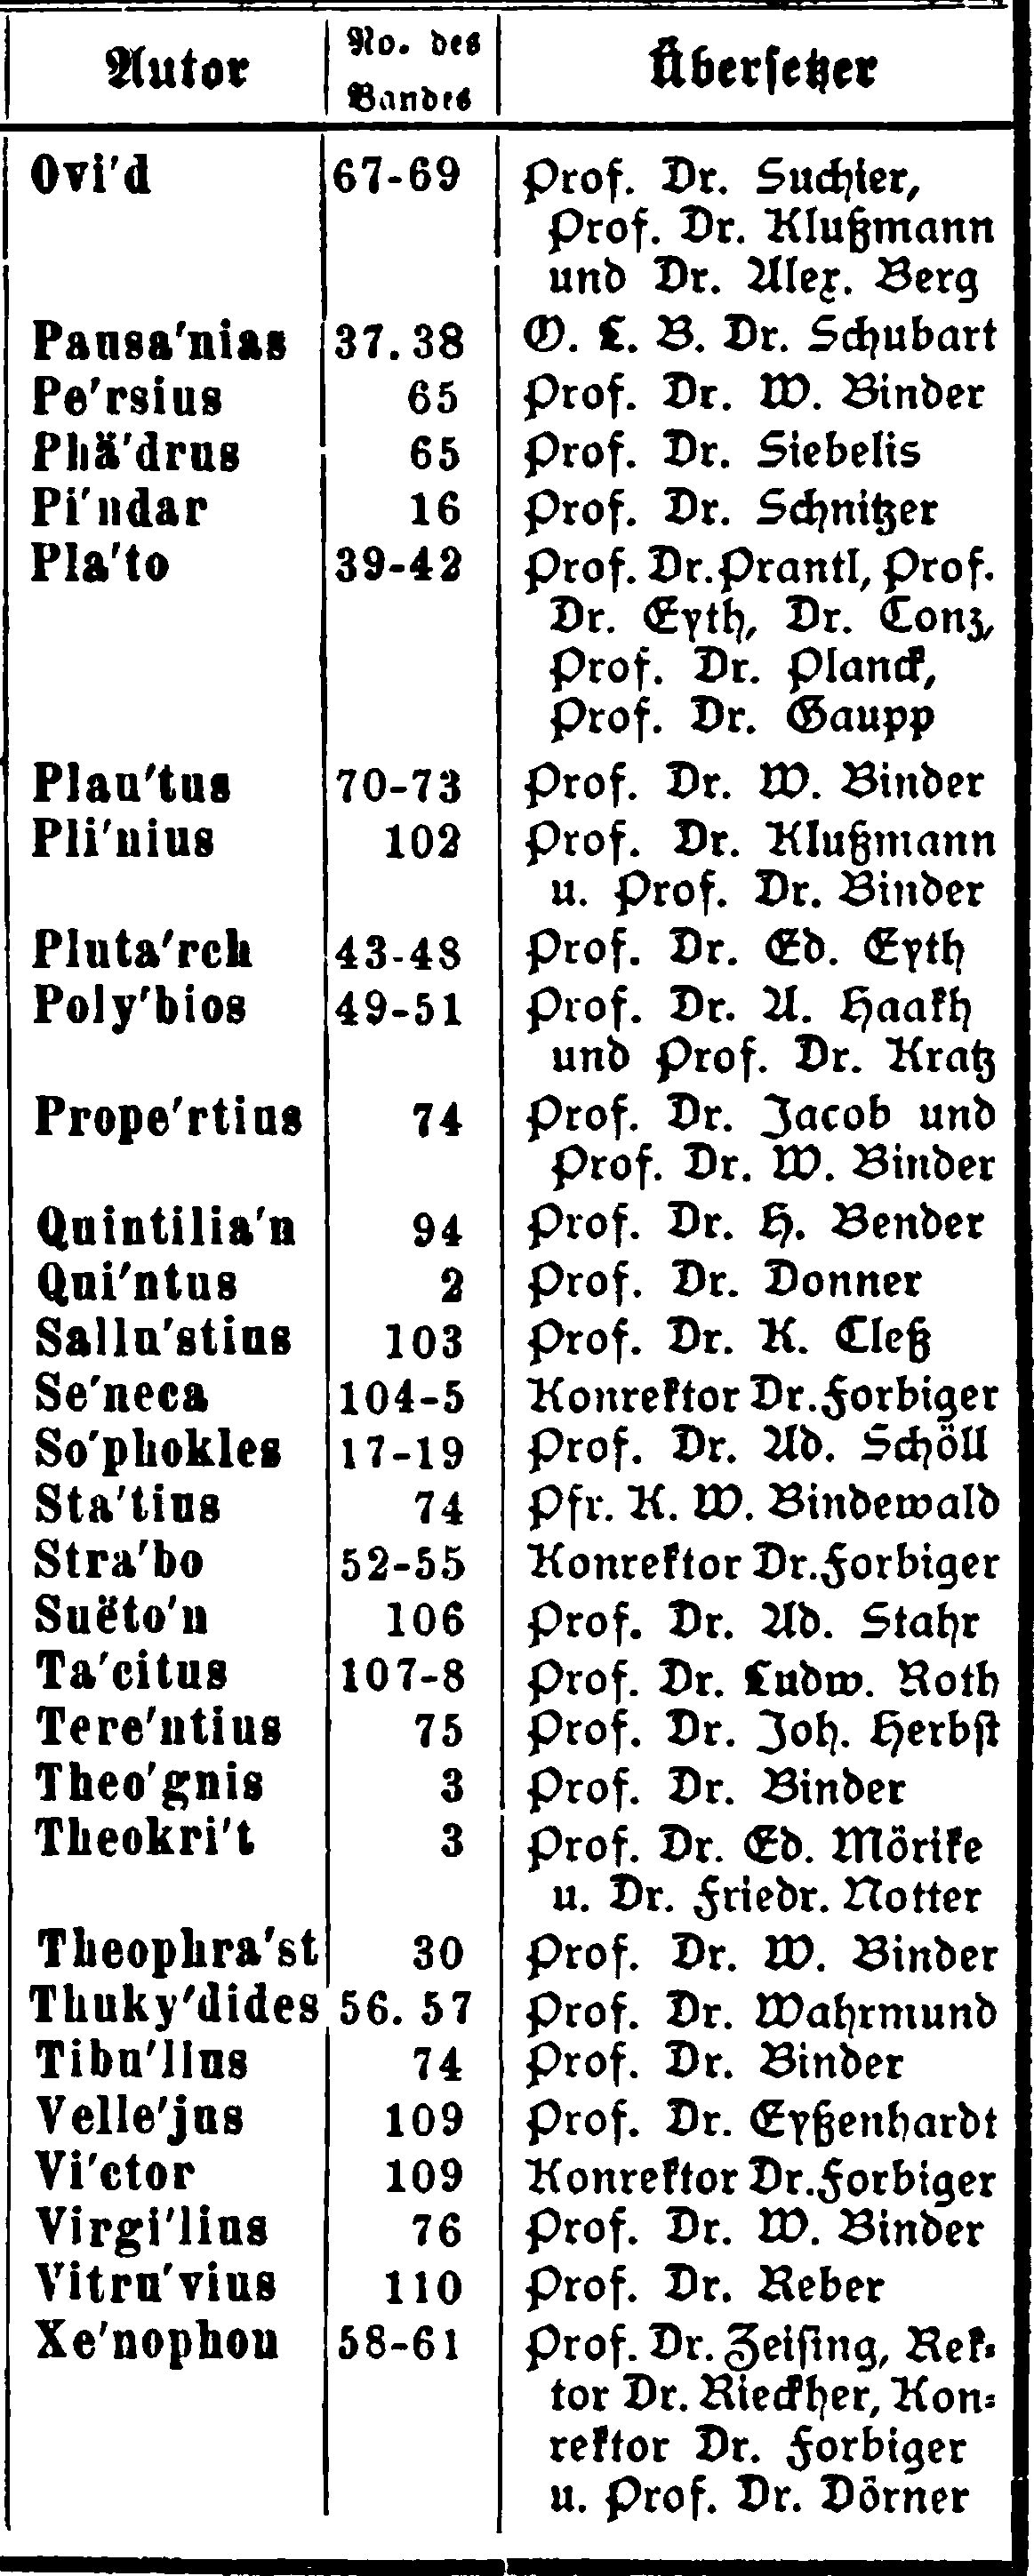 Autor No. des Bandes Übersetzer
Ovi'd 67-69 Prof. Dr. Suchier,
Prof. Dr. Klußmann
und Dr. Alex. Berg
Pausa'nias 37. 38 O. L. B. Dr. Schubart
Pe'rsius 65 Prof. Dr. W. Binder
Phä'drus 65 Prof. Dr. Siebelis
Pi'ndar 16 Prof. Dr. Schnitzer
Pla'to 39-42 Prof. Dr. Prantl, Prof.
Dr. Eyth, Dr. Conz,
Prof. Dr. Planck,
Prof. Dr. Gaupp
Plau'tus 70-73 Prof. Dr. W. Binder
Pli'nius 102 Prof. Dr. Klußmann
u. Prof. Dr. Binder
Pluta'rch 43-48 Prof. Dr. Ed. Eyth
Poly'bios 49-51 Prof. Dr. A. Haakh
und Prof. Dr. Kratz
Prope'rtius 74 Prof. Dr. Jacob und
Prof. Dr. W. Binder
Quintilia'n 94 Prof. Dr. H. Bender
Qui'ntus 2 Prof. Dr. Donner
Sallu'stius 103 Prof. Dr. K. Cleß
Se'neca 104-5 Konrektor Dr. Forbiger
So'phokles 17-19 Prof. Dr. Ad. Schöll
Sta'tius 74 Pfr. K. W. Bindewald
Stra'bo 52-55 Konrektor Dr. Forbiger
Suëto'n 106 Prof. Dr. Ad. Stahr
Ta'citus 107-8 Prof. Dr. Ludw. Roth
Tere'ntius 75 Prof. Dr. Joh. Herbst
Theo'gnis 3 Prof. Dr. Binder
Theokri't 3 Prof. Dr. Ed. Mörike
u. Dr. Friedr. Notter
Theophra'st 30 Prof. Dr. W. Binder
Thuky'dides 56. 57 Prof. Dr. Wahrmund
Tibu'llus 74 Prof. Dr. Binder
Velle'jus 109 Prof. Dr. Eyßenhardt
Vi'ctor 109 Konrektor Dr. Forbiger
Virgi'lius 76 Prof. Dr. W. Binder
Vitru'vius 110 Prof. Dr. Reber
Xe'nophon 58-61 Prof. Dr. Zeising, Rek-
tor Dr. Rieckher, Kon-
rektor Dr. Forbiger
u. Prof. Dr. Dörner